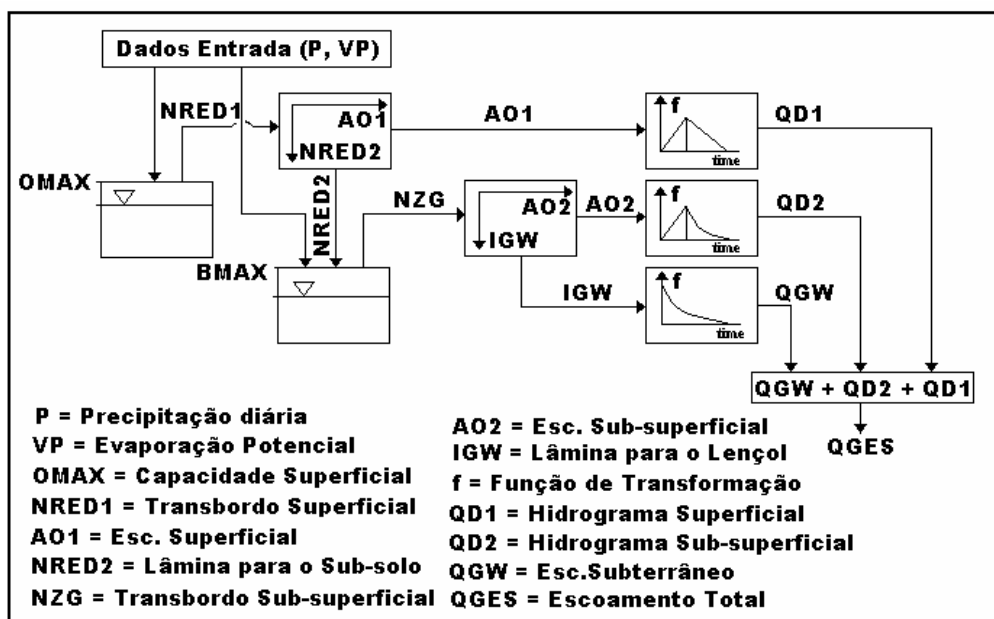 Dados Entrada (P, VP)
NRED1
AO1
NRED2
AO1
f
time
QD1
OMAX
NRED2
NZG
AO2
IGW
AO2
f
time
QD2
BMAX
IGW
f
time
QGW
QGW + QD2 + QD1
QGES
P = Precipitação diária
VP = Evaporação Potencial
OMAX = Capacidade Superficial
NRED1 = Transbordo Superficial
AO1 = Esc. Superficial
NRED2 = Lâmina para o Sub-solo
NZG = Transbordo Sub-superficial
AO2 = Esc. Sub-superficial
IGW = Lâmina para o Lençol
f = Função de Transformação
QD1 = Hidrograma Superficial
QD2 = Hidrograma Sub-superficial
QGW = Esc.Subterrâneo
QGES = Escoamento Total